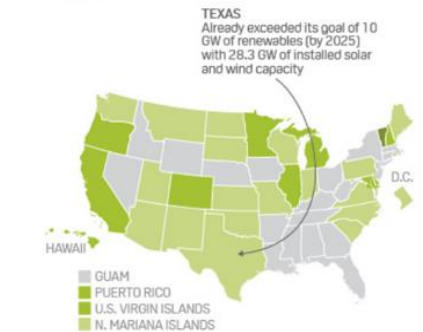 TEXAS
Already exceeded its goal of 10
GW of renewables (by 2025)
with 28.3 GW of installed solar
and wind capacity
D.C.
HAWAII
GUAM
PUERTO RICO
U.S. VIRGIN ISLANDS
N. MARIANA ISLANDS